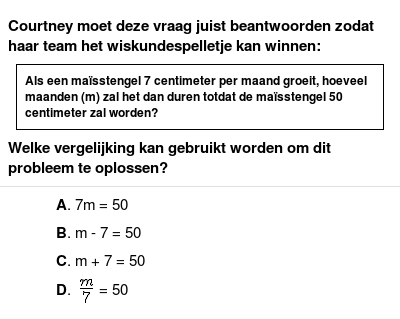 Courtney moet deze vraag juist beantwoorden zodat
haar team het wiskundespelletje kan winnen:
Als een maïsstengel 7 centimeter per maand groeit, hoeveel
maanden (m) zal het dan duren totdat de maïsstengel 50
centimeter zal worden?
Welke vergelijking kan gebruikt worden om dit
probleem te oplossen?
A. 7m = 50
B. m - 7 = 50
C. m + 7 = 50
D. m/7 = 50